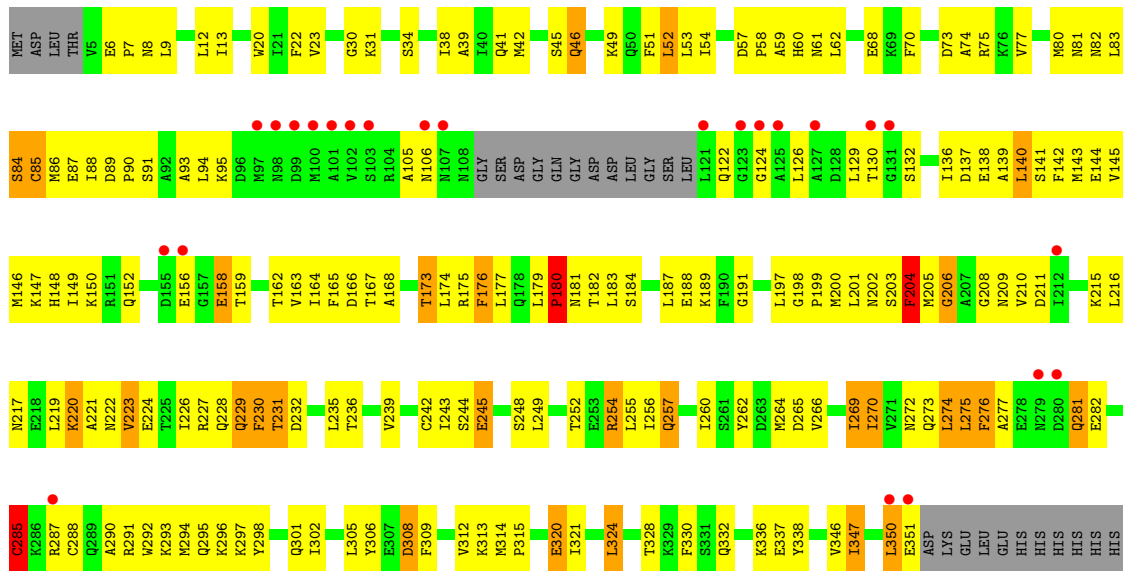 MET ASP LEU THR V5 E6 P7 N8 L9 L12 I13 W20 I21 F22 V23 G30 K31 S34 I38 A39 I40 Q41 M42 S45 Q46 K49 Q50 F51 L52 L53 I54 D57 P58 A59 H60 N61 L62 E68 K69 F70 D73 A74 R75 K76 V77 M80 N81 N82 L83
S84 C85 M86 E87 I88 D89 P90 S91 A92 A93 L94 K95 D96 M97 N98 D99 M100 A101 V102 S103 R104 A105 N106 N107 N108 GLY SER ASP GLY GLN GLY ASP ASP LEU GLY SER LEU L121 Q122 G123 G124 A125 L126 A127 D128 L129 T130 G131 S132 I136 D137 E138 A139 L140 S141 F142 M143 E144 V145
M146 K147 H148 I149 K150 R151 Q152 D155 E156 G157 E158 T159 T162 V163 I164 F165 D166 T167 A168 T173 L174 R175 F176 L177 Q178 L179 P180 N181 T182 L183 S184 L187 E188 K189 F190 G191 L197 G198 P199 M200 L201 N202 S203 F204 M205 G206 A207 G208 N209 V210 D211 I212 K215 L216
N217 E218 L219 K220 A221 N222 V223 E224 T225 I226 R227 Q228 Q229 F230 T231 D232 L235 T236 V239 C242 I243 S244 E245 S248 L249 T252 E253 R254 L255 I256 Q257 I260 S261 Y262 D263 M264 D265 V266 I269 I270 V271 N272 Q273 L274 L275 F276 A277 E278 N279 D280 Q281 E282
C285 K286 R287 C288 Q289 A290 R291 W292 K293 M294 Q295 K296 K297 Y298 Q301 I302 L305 Y306 E307 D308 F309 V312 K313 M314 P315 E320 I321 L324 T328 K329 F330 S331 Q332 K336 E337 Y338 V346 I347 L350 E351 ASP LYS GLU LEU GLU HIS HIS HIS HIS HIS HIS